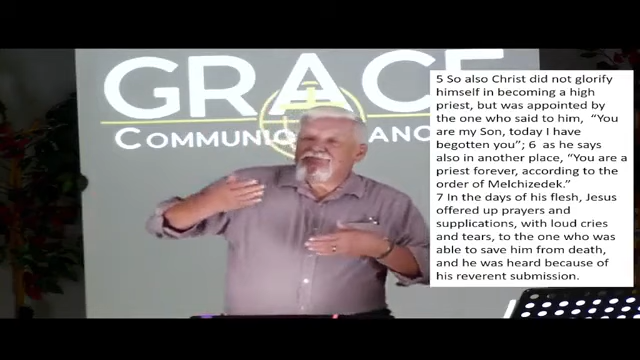 GRACE
COMMUNI ANC
5 So also Christ did not glorify
himself in becoming a high
priest, but was appointed by
the one who said to him, “You
are my Son, today I have
begotten you”; 6 as he says
also in another place, “You are a
priest forever, according to the
order of Melchizedek.”
7 In the days of his flesh, Jesus
offered up prayers and
supplications, with loud cries
and tears, to the one who was
able to save him from death,
and he was heard because of
his reverent submission.